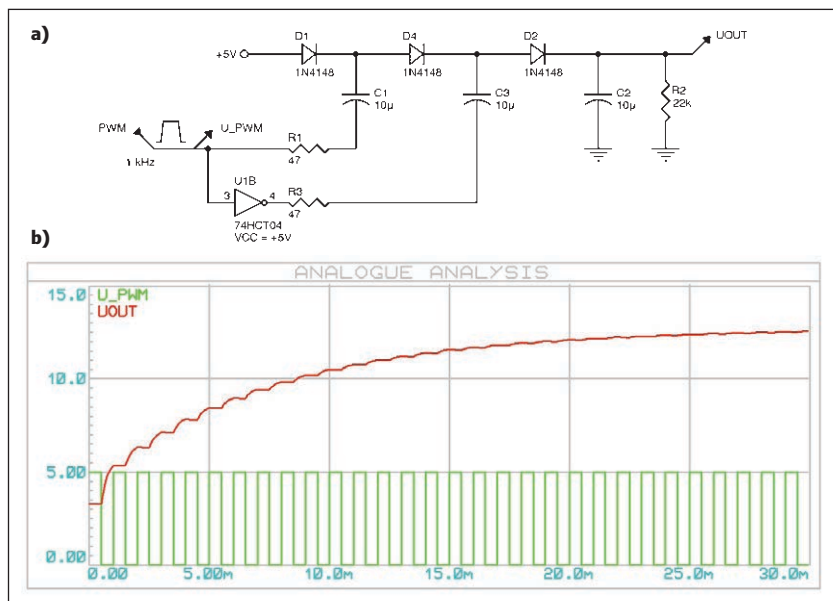 a)
D1
D4
D2
UOUT
+5V
1N4148
1N4148
1N4148
C1
10µ
C3
10µ
C2
10µ
R2
22k
PWM
U_PWM
R1
47
1 kHz
U1B
3
4
R3
47
74HCT04
VCC = +5V
b)
ANALOGUE ANALYSIS
15.0
U_PWM
UOUT
10.0
5.00
0.00
0.00
5.00m
10.0m
15.0m
20.0m
25.0m
30.0m